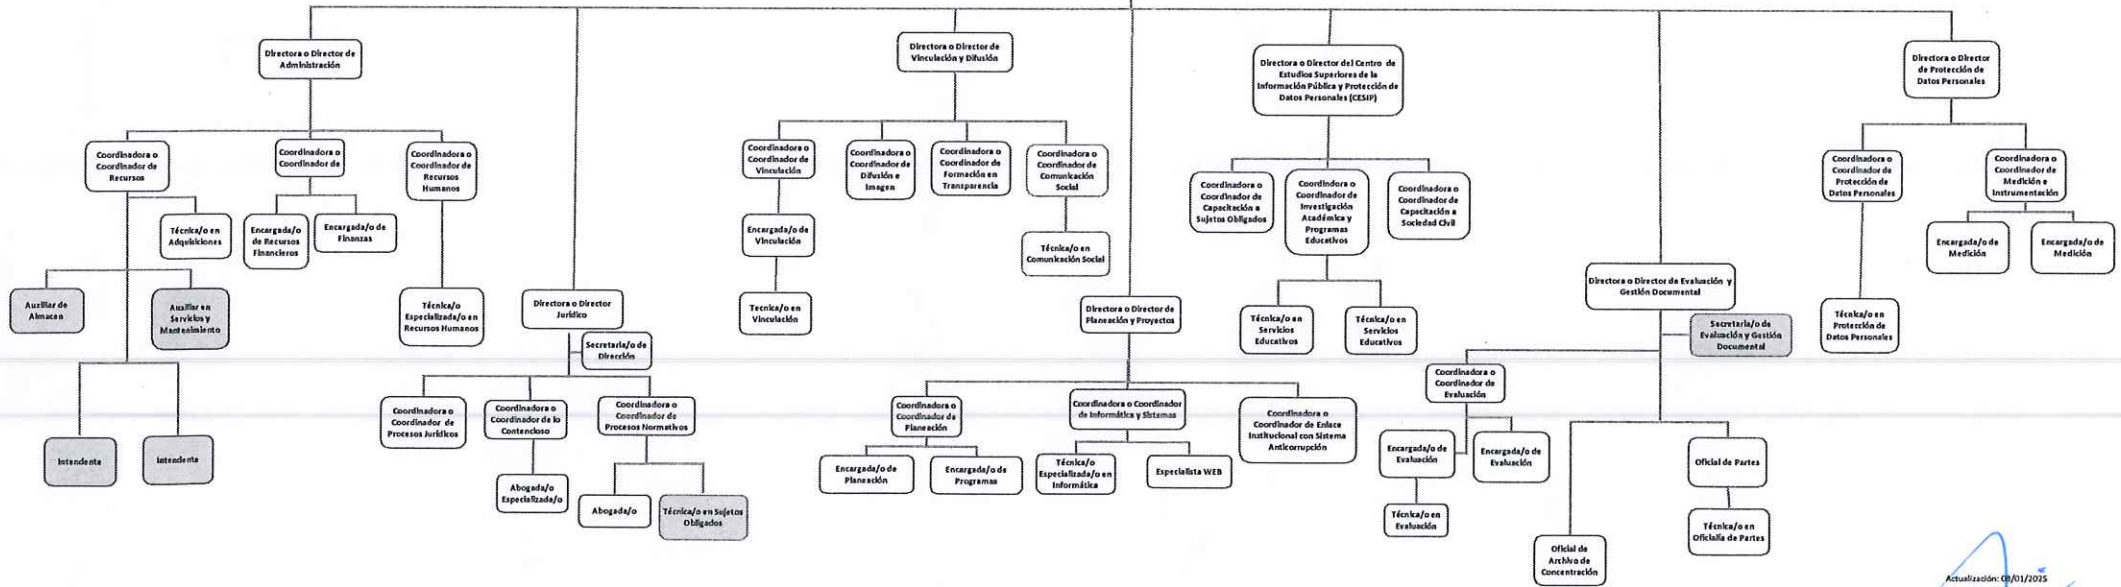 Directora o Director de
Administración
Coordinadora o
Coordinador de
Recursos
Coordinadora o
Coordinador de
Coordinadora o
Coordinador de
Recursos
Humanos
Técnica/o en
Adquisiciones
Encargada/o
de Recursos
Financieros
Encargada/o de
Finanzas
Auxiliar de
Almacen
Auxiliar en
Servicios y
Mantenimiento
Técnica/o
Especializada/o en
Recursos Humanos
Intendente
Intendente
Directora o Director
Jurídico
Secretaria/o de
Dirección
Coordinadora o
Coordinador de
Procesos Jurídicos
Coordinadora o
Coordinador de lo
Contencioso
Coordinadora o
Coordinador de
Procesos Normativos
Abogada/o
Especializada/o
Abogada/o
Técnica/o en Sujetos
Obligados
Directora o Director de
Vinculación y Difusión
Coordinadora o
Coordinador de
Vinculación
Coordinadora o
Coordinador de
Difusión e
Imagen
Coordinadora o
Coordinador de
Formación en
Transparencia
Coordinadora o
Coordinador de
Comunicación
Social
Encargada/o de
Vinculación
Técnica/o en
Comunicación Social
Tecnica/o en
Vinculación
Directora o Director de
Planeación y Proyectos
Coordinadora o
Coordinador de
Planeación
Coordinadora o Coordinador
de Informática y Sistemas
Coordinadora o
Coordinador de Enlace
Institucional con Sistema
Anticorrupción
Encargada/o de
Planeación
Encargada/o de
Programas
Técnica/o
Especializada/o en
Informática
Especialista WEB
Directora o Director del Centro de
Estudios Superiores de la
Información Pública y Protección de
Datos Personales (CESIP)
Coordinadora o
Coordinador de
Capacitación a
Sujetos Obligados
Coordindora o
Coordinador de
Investigación
Académica y
Programas
Educativos
Coordinadora o
Coordinador de
Capacitación a
Sociedad Civil
Técnica/o en
Servicios
Educativos
Técnica/o en
Servicios
Educativos
Directora o Director de Evaluación y
Gestión Documental
Secretaria/o de
Evaluación y Gestión
Documental
Coordinadora o
Coordinador de
Evaluación
Encargada/o de
Evaluación
Encargada/o de
Evaluación
Técnica/o en
Evaluación
Oficial de Partes
Técnica/o en
Oficialía de Partes
Oficial de
Archivo de
Concentración
Directora o Director
de Protección de
Datos Personales
Coordinadora o
Coordinador de
Protección de
Datos Personales
Coordinadora o
Coordinador de
Medición e
Instrumentación
Encargada/o de
Medición
Encargada/o de
Medición
Técnica/o en
Protección de
Datos Personales
Actualización: 08/01/2025